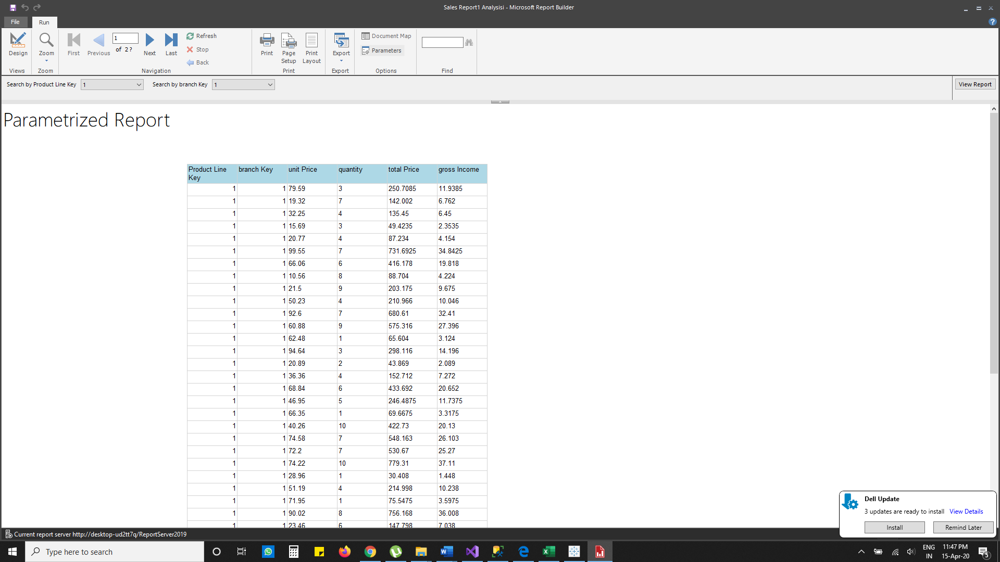 Sales Report1 Analysisi - Microsoft Report Builder
File Run
Design
Zoom
First
Previous
1
of 2 ?
Next
Last
Refresh
Stop
Back
Print
Page Setup
Print Layout
Export
Document Map
Parameters
Views Zoom Navigation Print Export Options Find
Search by Product Line Key 1 Search by branch Key 1 View Report
Parametrized Report
Product Line Key branch Key unit Price quantity total Price gross Income
1 1 79.59 3 250.7085 11.9385
1 1 19.32 7 142.002 6.762
1 1 32.25 4 135.45 6.45
1 1 15.69 3 49.4235 2.3535
1 1 20.77 4 87.234 4.154
1 1 99.55 7 731.6925 34.8425
1 1 66.06 6 416.178 19.818
1 1 10.56 8 88.704 4.224
1 1 21.5 9 203.175 9.675
1 1 50.23 4 210.966 10.046
1 1 92.6 7 680.61 32.41
1 1 60.88 9 575.316 27.396
1 1 62.48 1 65.604 3.124
1 1 94.64 3 298.116 14.196
1 1 20.89 2 43.869 2.089
1 1 36.36 4 152.712 7.272
1 1 68.84 6 433.692 20.652
1 1 46.95 5 246.4875 11.7375
1 1 66.35 1 69.6675 3.3175
1 1 40.26 10 422.73 20.13
1 1 74.58 7 548.163 26.103
1 1 72.2 7 530.67 25.27
1 1 74.22 10 779.31 37.11
1 1 28.96 1 30.408 1.448
1 1 51.19 4 214.998 10.238
1 1 71.95 1 75.5475 3.5975
1 1 90.02 8 756.168 36.008
1 1 23.46 6 147.798 7.038
Dell Update
3 updates are ready to install View Details
Install Remind Later
Current report server http://desktop-ud2tt7q/ReportServer2019
Type here to search
ENG
IN
11:47 PM
15-Apr-20
5